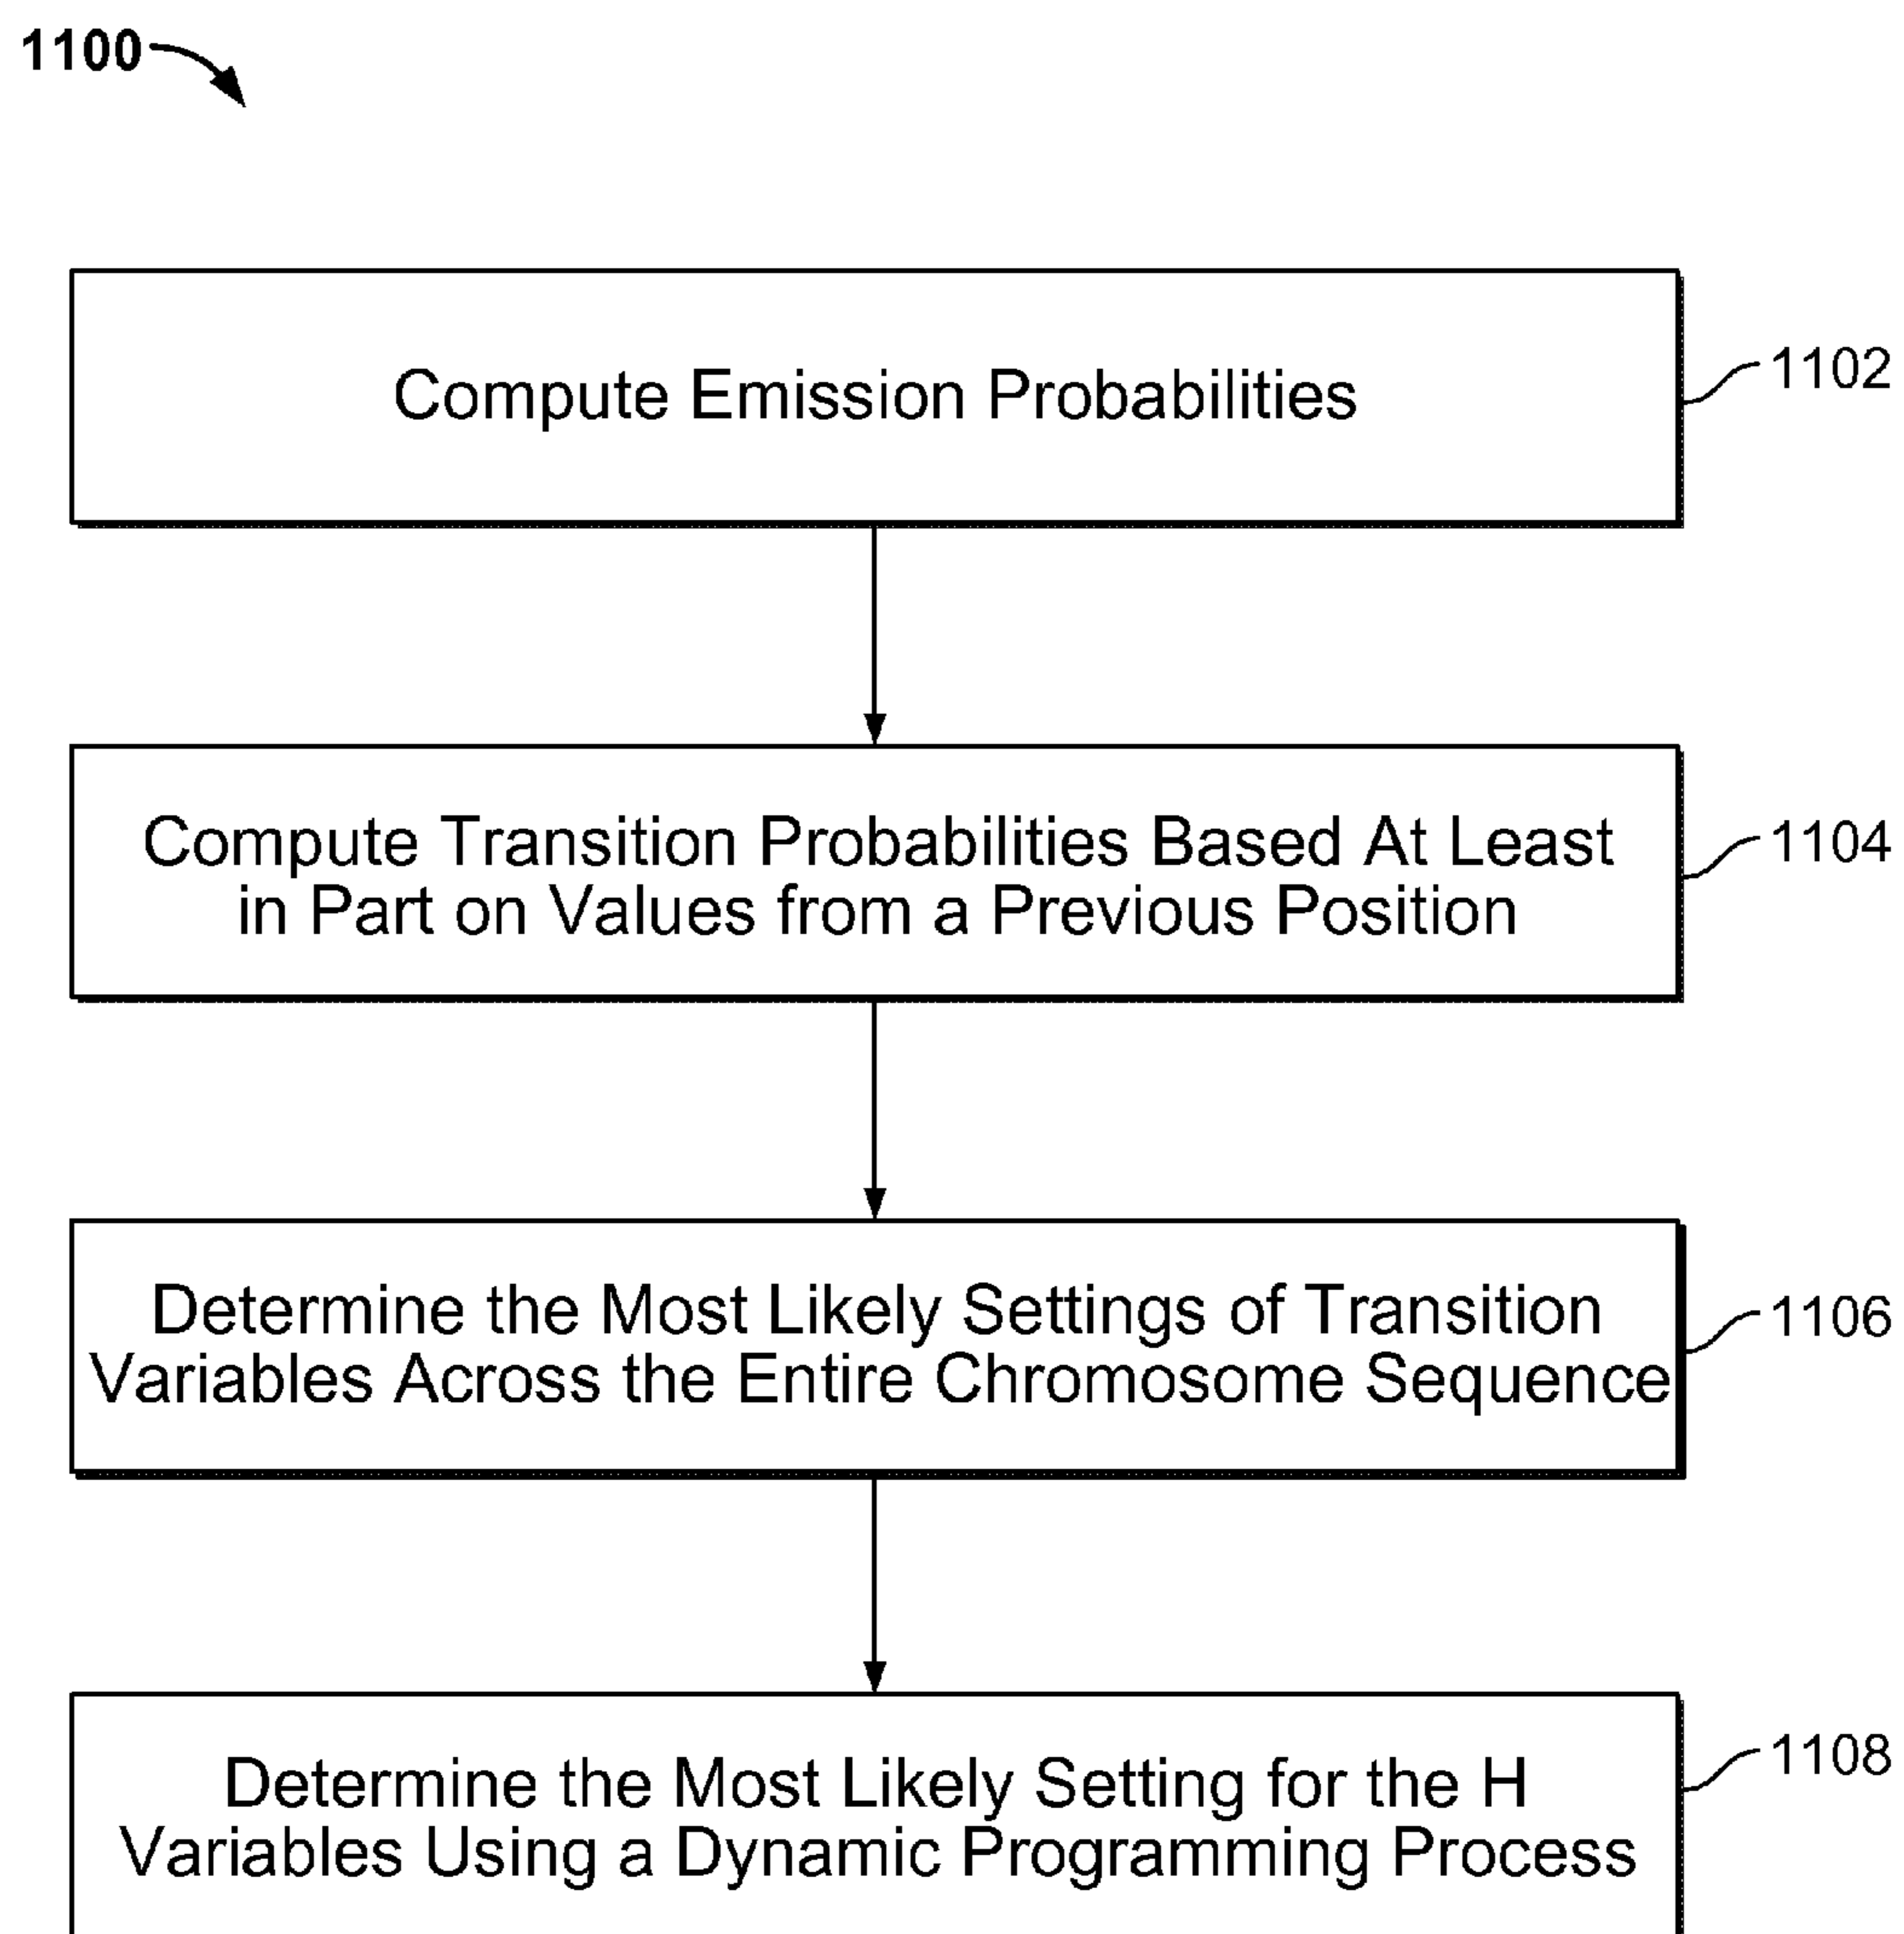 1100
Compute Emission Probabilities
1102
Compute Transition Probabilities Based At Least
in Part on Values from a Previous Position
1104
Determine the Most Likely Settings of Transition
Variables Across the Entire Chromosome Sequence
1106
Determine the Most Likely Setting for the H
Variables Using a Dynamic Programming Process
1108